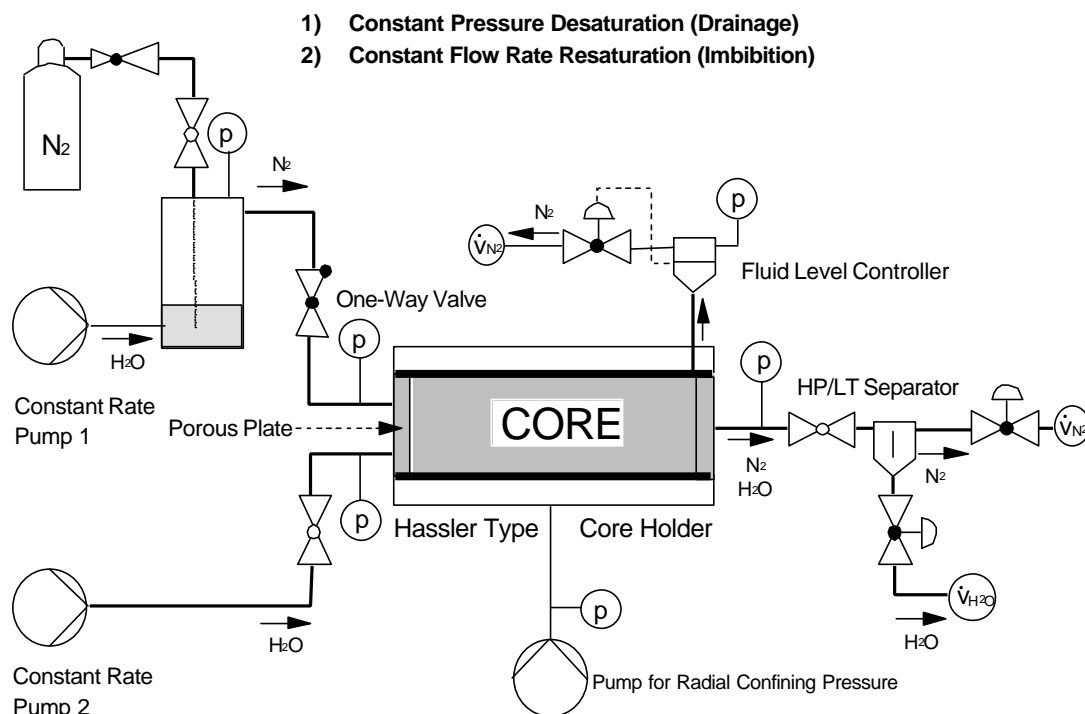 1) Constant Pressure Desaturation (Drainage)
2) Constant Flow Rate Resaturation (Imbibition)
N2
p
N2
p
N2
V̇N2
Fluid Level Controller
One-Way Valve
H2O
p
p
HP/LT Separator
Constant Rate
Pump 1
Porous Plate
CORE
V̇N2
N2
H2O
N2
p
Hassler Type Core Holder
V̇H2O
H2O
p
H2O
Constant Rate
Pump 2
Pump for Radial Confining Pressure